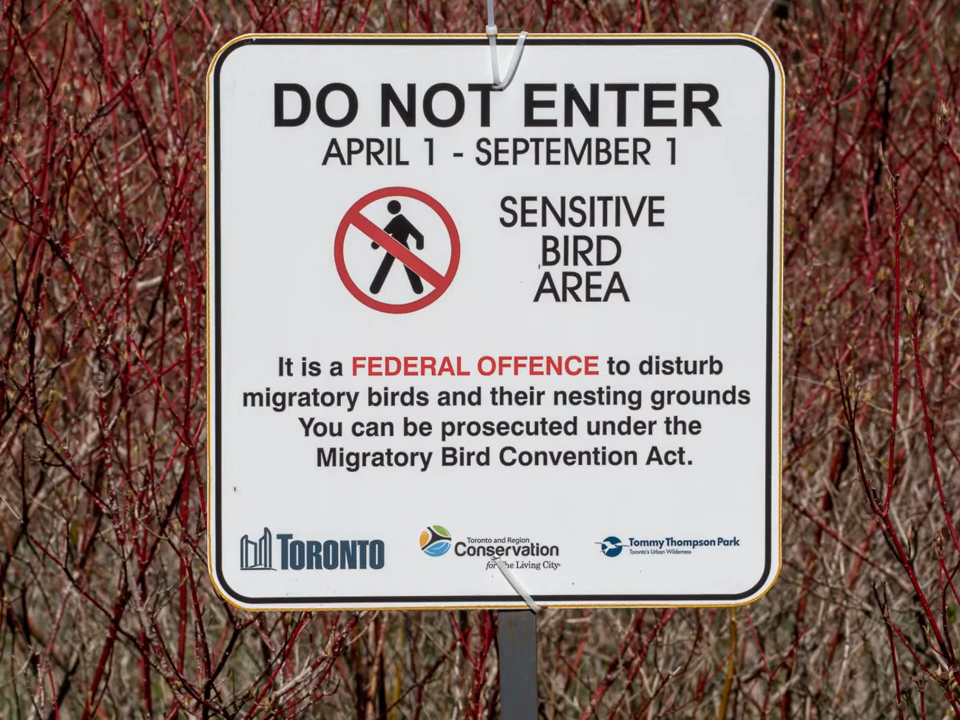 DO NOT ENTER
APRIL 1 - SEPTEMBER 1
SENSITIVE
BIRD
AREA
It is a FEDERAL OFFENCE to disturb
migratory birds and their nesting grounds
You can be prosecuted under the
Migratory Bird Convention Act.
TORONTO
Toronto and Region
Conservation
for The Living City
Tommy Thompson Park
Toronto's Urban Wilderness